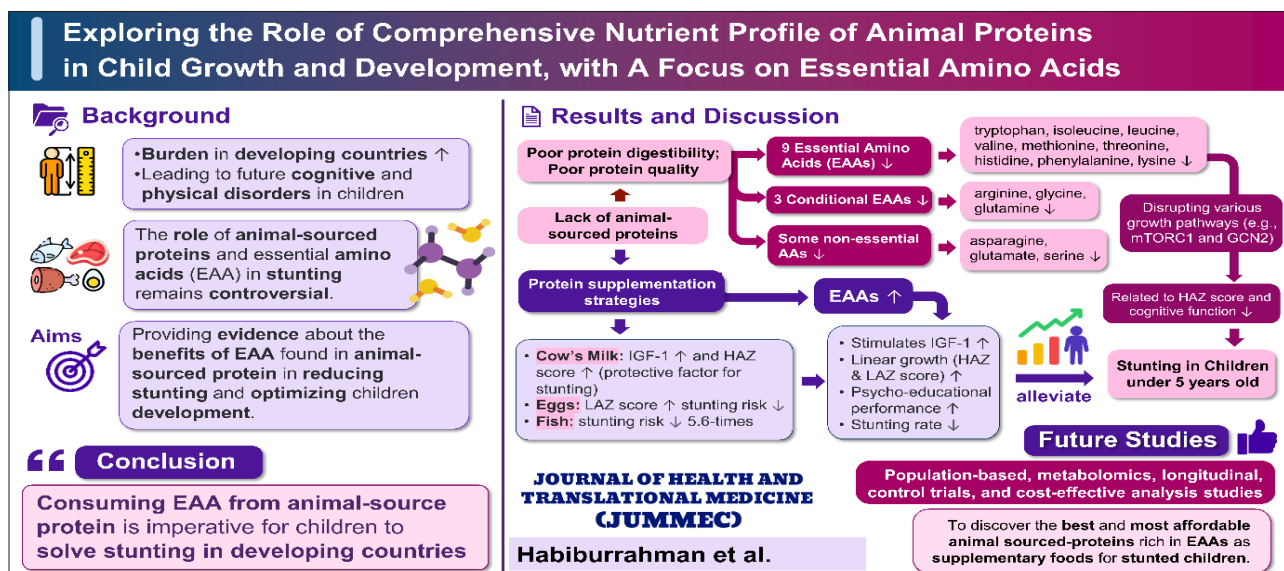 Exploring the Role of Comprehensive Nutrient Profile of Animal Proteins
in Child Growth and Development, with A Focus on Essential Amino Acids
Background
•Burden in developing countries ↑
•Leading to future cognitive and
physical disorders in children
The role of animal-sourced
proteins and essential amino
acids (EAA) in stunting
remains controversial.
Aims
Providing evidence about the
benefits of EAA found in animal-
sourced protein in reducing
stunting and optimizing children
development.
Conclusion
Consuming EAA from animal-source
protein is imperative for children to
solve stunting in developing countries
Results and Discussion
Poor protein digestibility;
Poor protein quality
Lack of animal-
sourced proteins
Protein supplementation
strategies
9 Essential Amino
Acids (EAAs) ↓
3 Conditional EAAs ↓
Some non-essential
AAs ↓
tryptophan, isoleucine, leucine,
valine, methionine, threonine,
histidine, phenylalanine, lysine ↓
arginine, glycine,
glutamine ↓
asparagine,
glutamate, serine ↓
Disrupting various
growth pathways (e.g.,
mTORC1 and GCN2)
Related to HAZ score and
cognitive function ↓
Stunting in Children
under 5 years old
EAAs ↑
• Cow's Milk: IGF-1 ↑ and HAZ
score ↑ (protective factor for
stunting)
• Eggs: LAZ score ↑ stunting risk ↓
• Fish: stunting risk ↓ 5.6-times
• Stimulates IGF-1 ↑
• Linear growth (HAZ
& LAZ score) ↑
• Psycho-educational
performance ↑
• Stunting rate ↓
alleviate
JOURNAL OF HEALTH AND
TRANSLATIONAL MEDICINE
(JUMMEC)
Habiburrahman et al.
Future Studies
Population-based, metabolomics, longitudinal,
control trials, and cost-effective analysis studies
To discover the best and most affordable
animal sourced-proteins rich in EAAs as
supplementary foods for stunted children.